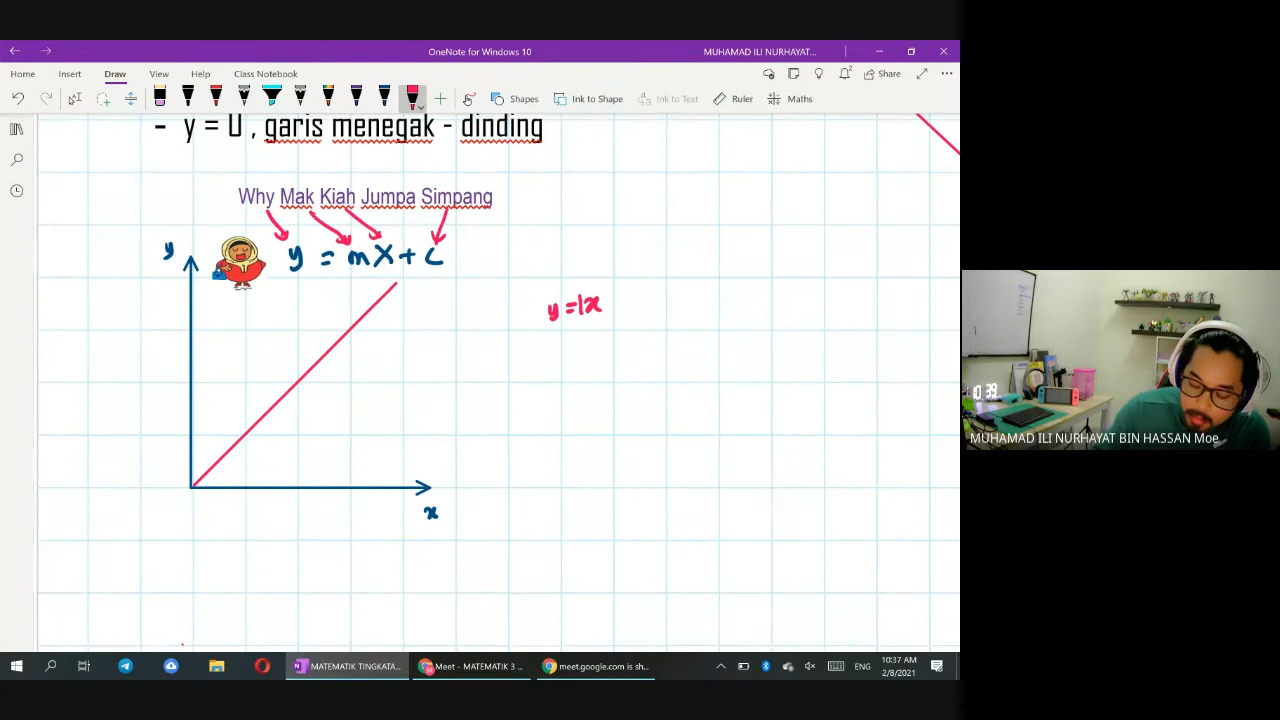 OneNote for Windows 10
MUHAMAD ILI NURHAYAT...
Home Insert Draw View Help Class Notebook
Share
Shapes Ink to Shape Ink to Text Ruler Maths
- y = 0 , garis menegak - dinding
Why Mak Kiah Jumpa Simpang
y = mx + c
y
y = 1x
x
10:39
MUHAMAD ILI NURHAYAT BIN HASSAN Moe
MATEMATIK TINGKATA...
Meet - MATEMATIK 3 ...
meet.google.com is sh...
ENG
10:37 AM
2/8/2021